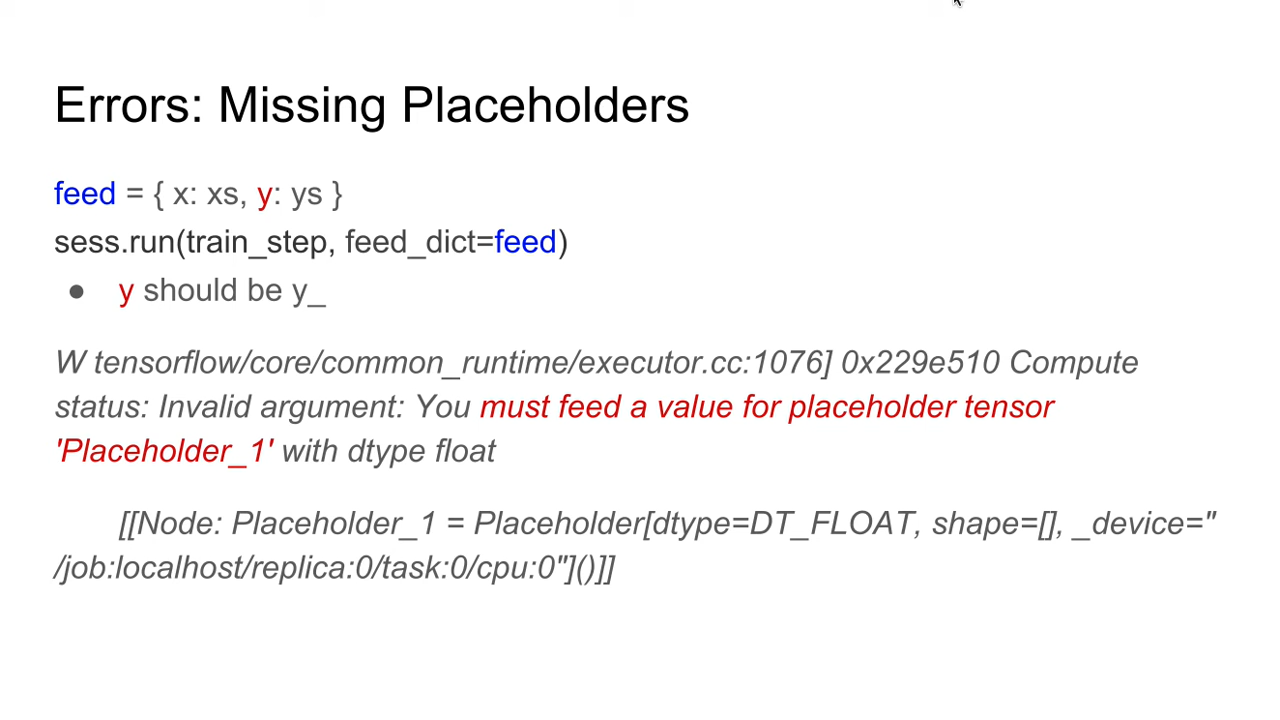 Errors: Missing Placeholders
feed = { x: xs, y: ys }
sess.run(train_step, feed_dict=feed)
● y should be y_
W tensorflow/core/common_runtime/executor.cc:1076] 0x229e510 Compute
status: Invalid argument: You must feed a value for placeholder tensor
'Placeholder_1' with dtype float
[[Node: Placeholder_1 = Placeholder[dtype=DT_FLOAT, shape=[], _device="
/job:localhost/replica:0/task:0/cpu:0"]()]]